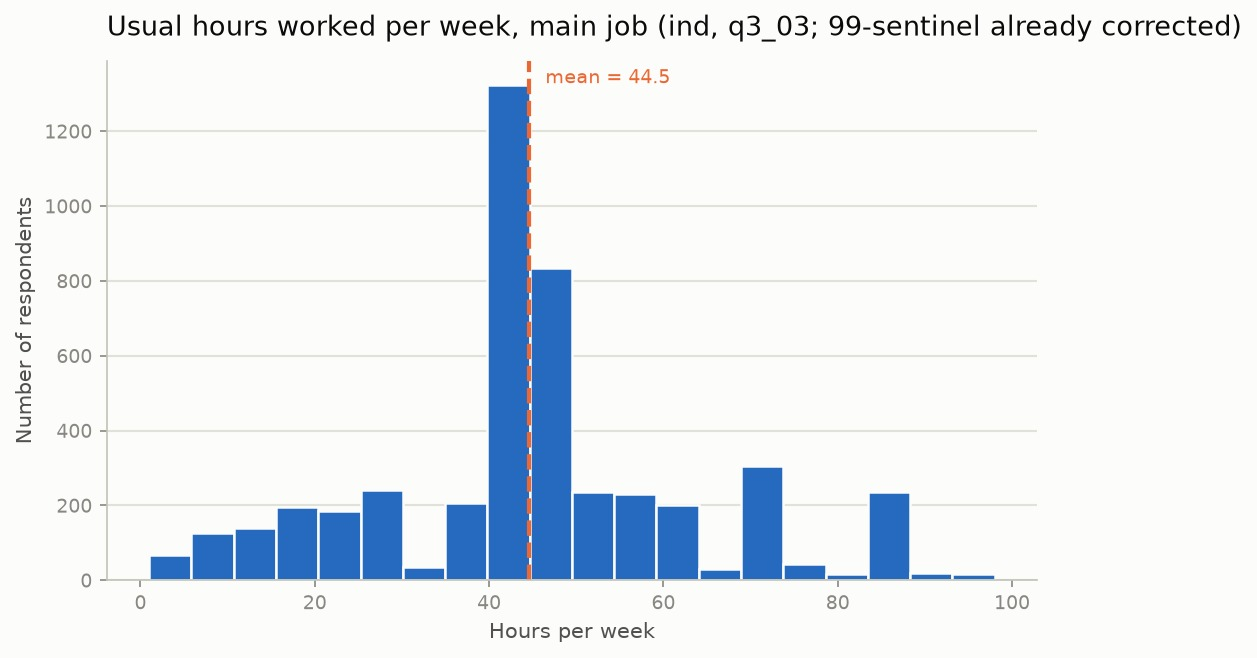 Usual hours worked per week, main job (ind, q3_03; 99-sentinel already corrected)
mean = 44.5
Number of respondents
1200
1000
800
600
400
200
0
0 20 40 60 80 100
Hours per week